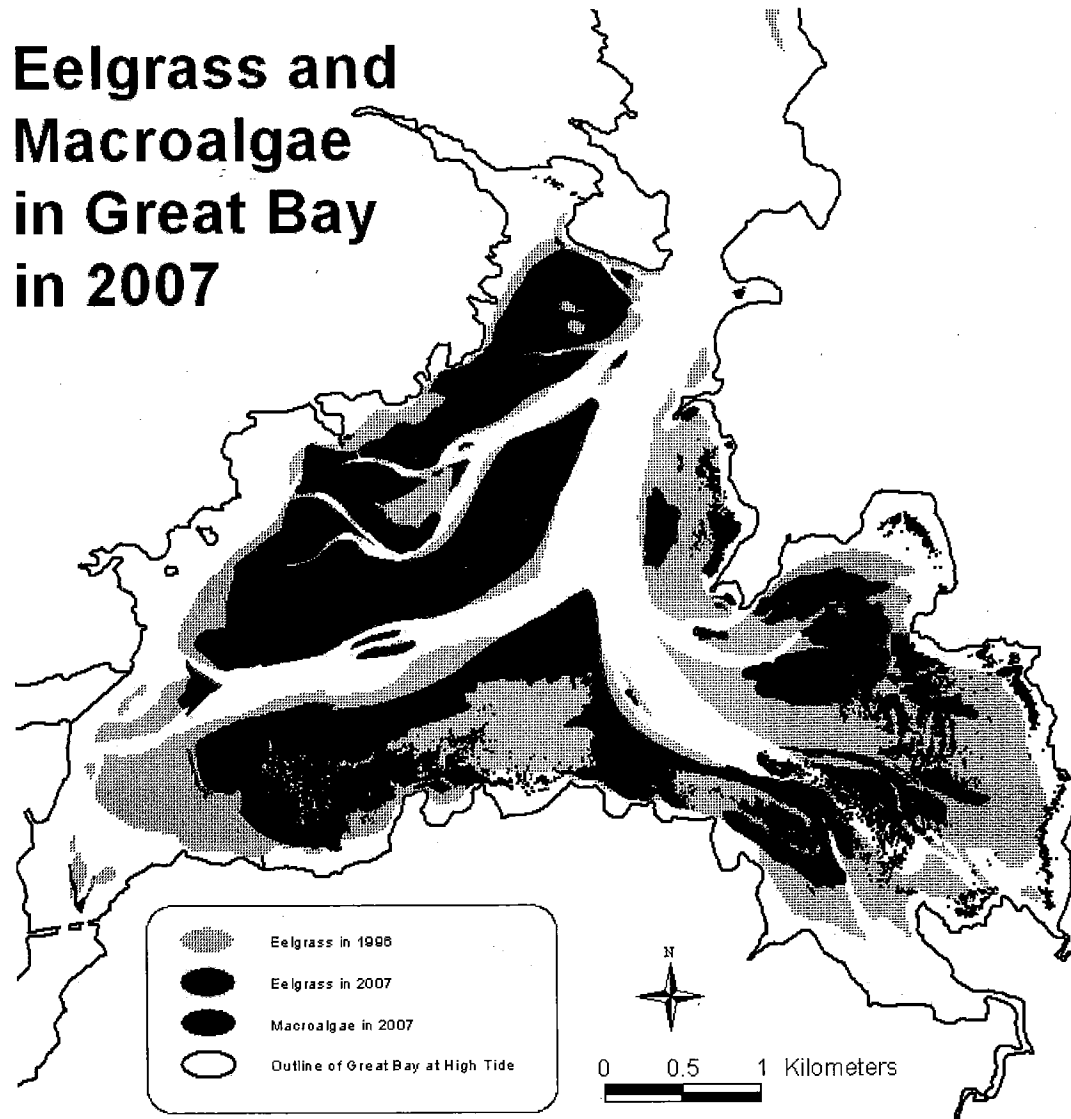 Eelgrass and
Macroalgae
in Great Bay
in 2007
Eelgrass in 1996
Eelgrass in 2007
Macroalgae in 2007
Outline of Great Bay at High Tide
N
0 0.5 1 Kilometers